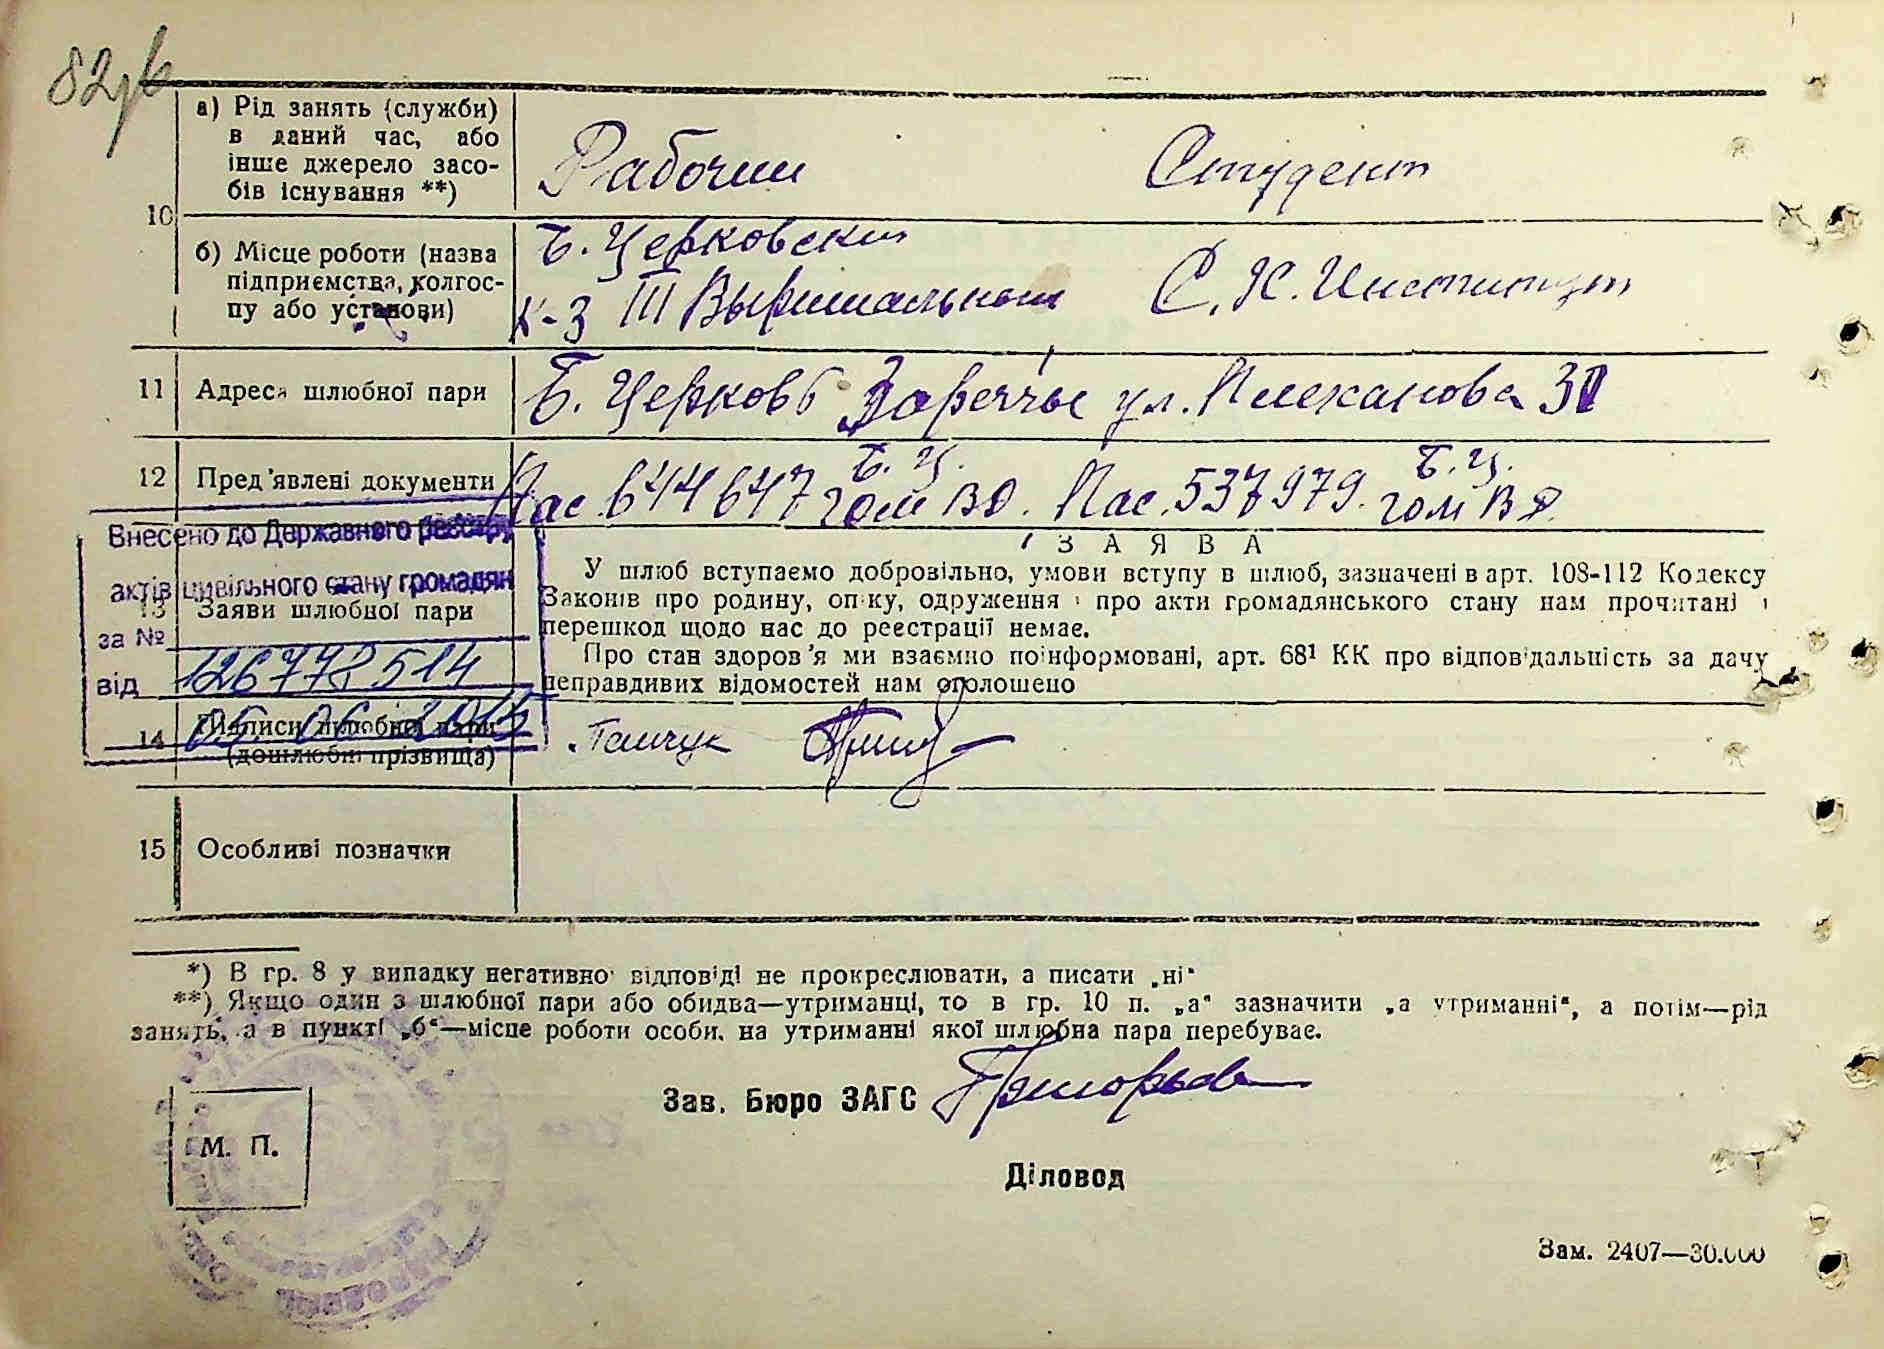 82
а) Рід занять (служби)
в даний час, або
інше джерело засо-
бів існування **)
Рабочий
Студент
10
б) Місце роботи (назва
підприємства, колгос-
пу або установи)
Б. Церковский
к-з III Выришальный
С. Х. Институт
11 Адреса шлюбної пари
Б. Церковь Заречье ул. Плеханова
12 Пред'явлені документи
Пас 644647 Б. Ц. гом ВД. Пас. 537979. Б. Ц. гом ВД
Внесено до Державного реєстру
актів цивільного стану громадян
за № 126772514
від 05 06 2013
13 Заяви шлюбної пари
ЗАЯВА
У шлюб вступаємо добровільно, умови вступу в шлюб, зазначені в арт. 108-112 Кодексу
Законів про родину, опіку, одруження і про акти громадянського стану нам прочитані і
перешкод щодо нас до реєстрації немає.
Про стан здоров'я ми взаємно поінформовані, арт. 68¹ КК про відповідальність за дачу
неправдивих відомостей нам оголошено
14 Підписи шлюбної пари
(дошлюбні прізвища)
15 Особливі позначки
*) В гр. 8 у випадку негативної відповіді не прокреслювати, а писати „ні"
**) Якщо один з шлюбної пари або обидва—утриманці, то в гр. 10 п. „а" зазначити „а утриманні", а потім—рід
занять, а в пункті „б"—місце роботи особи, на утриманні якої шлюбна пара перебуває.
Зав. Бюро ЗАГС
М. П.
Діловод
Зам. 2407—30.000